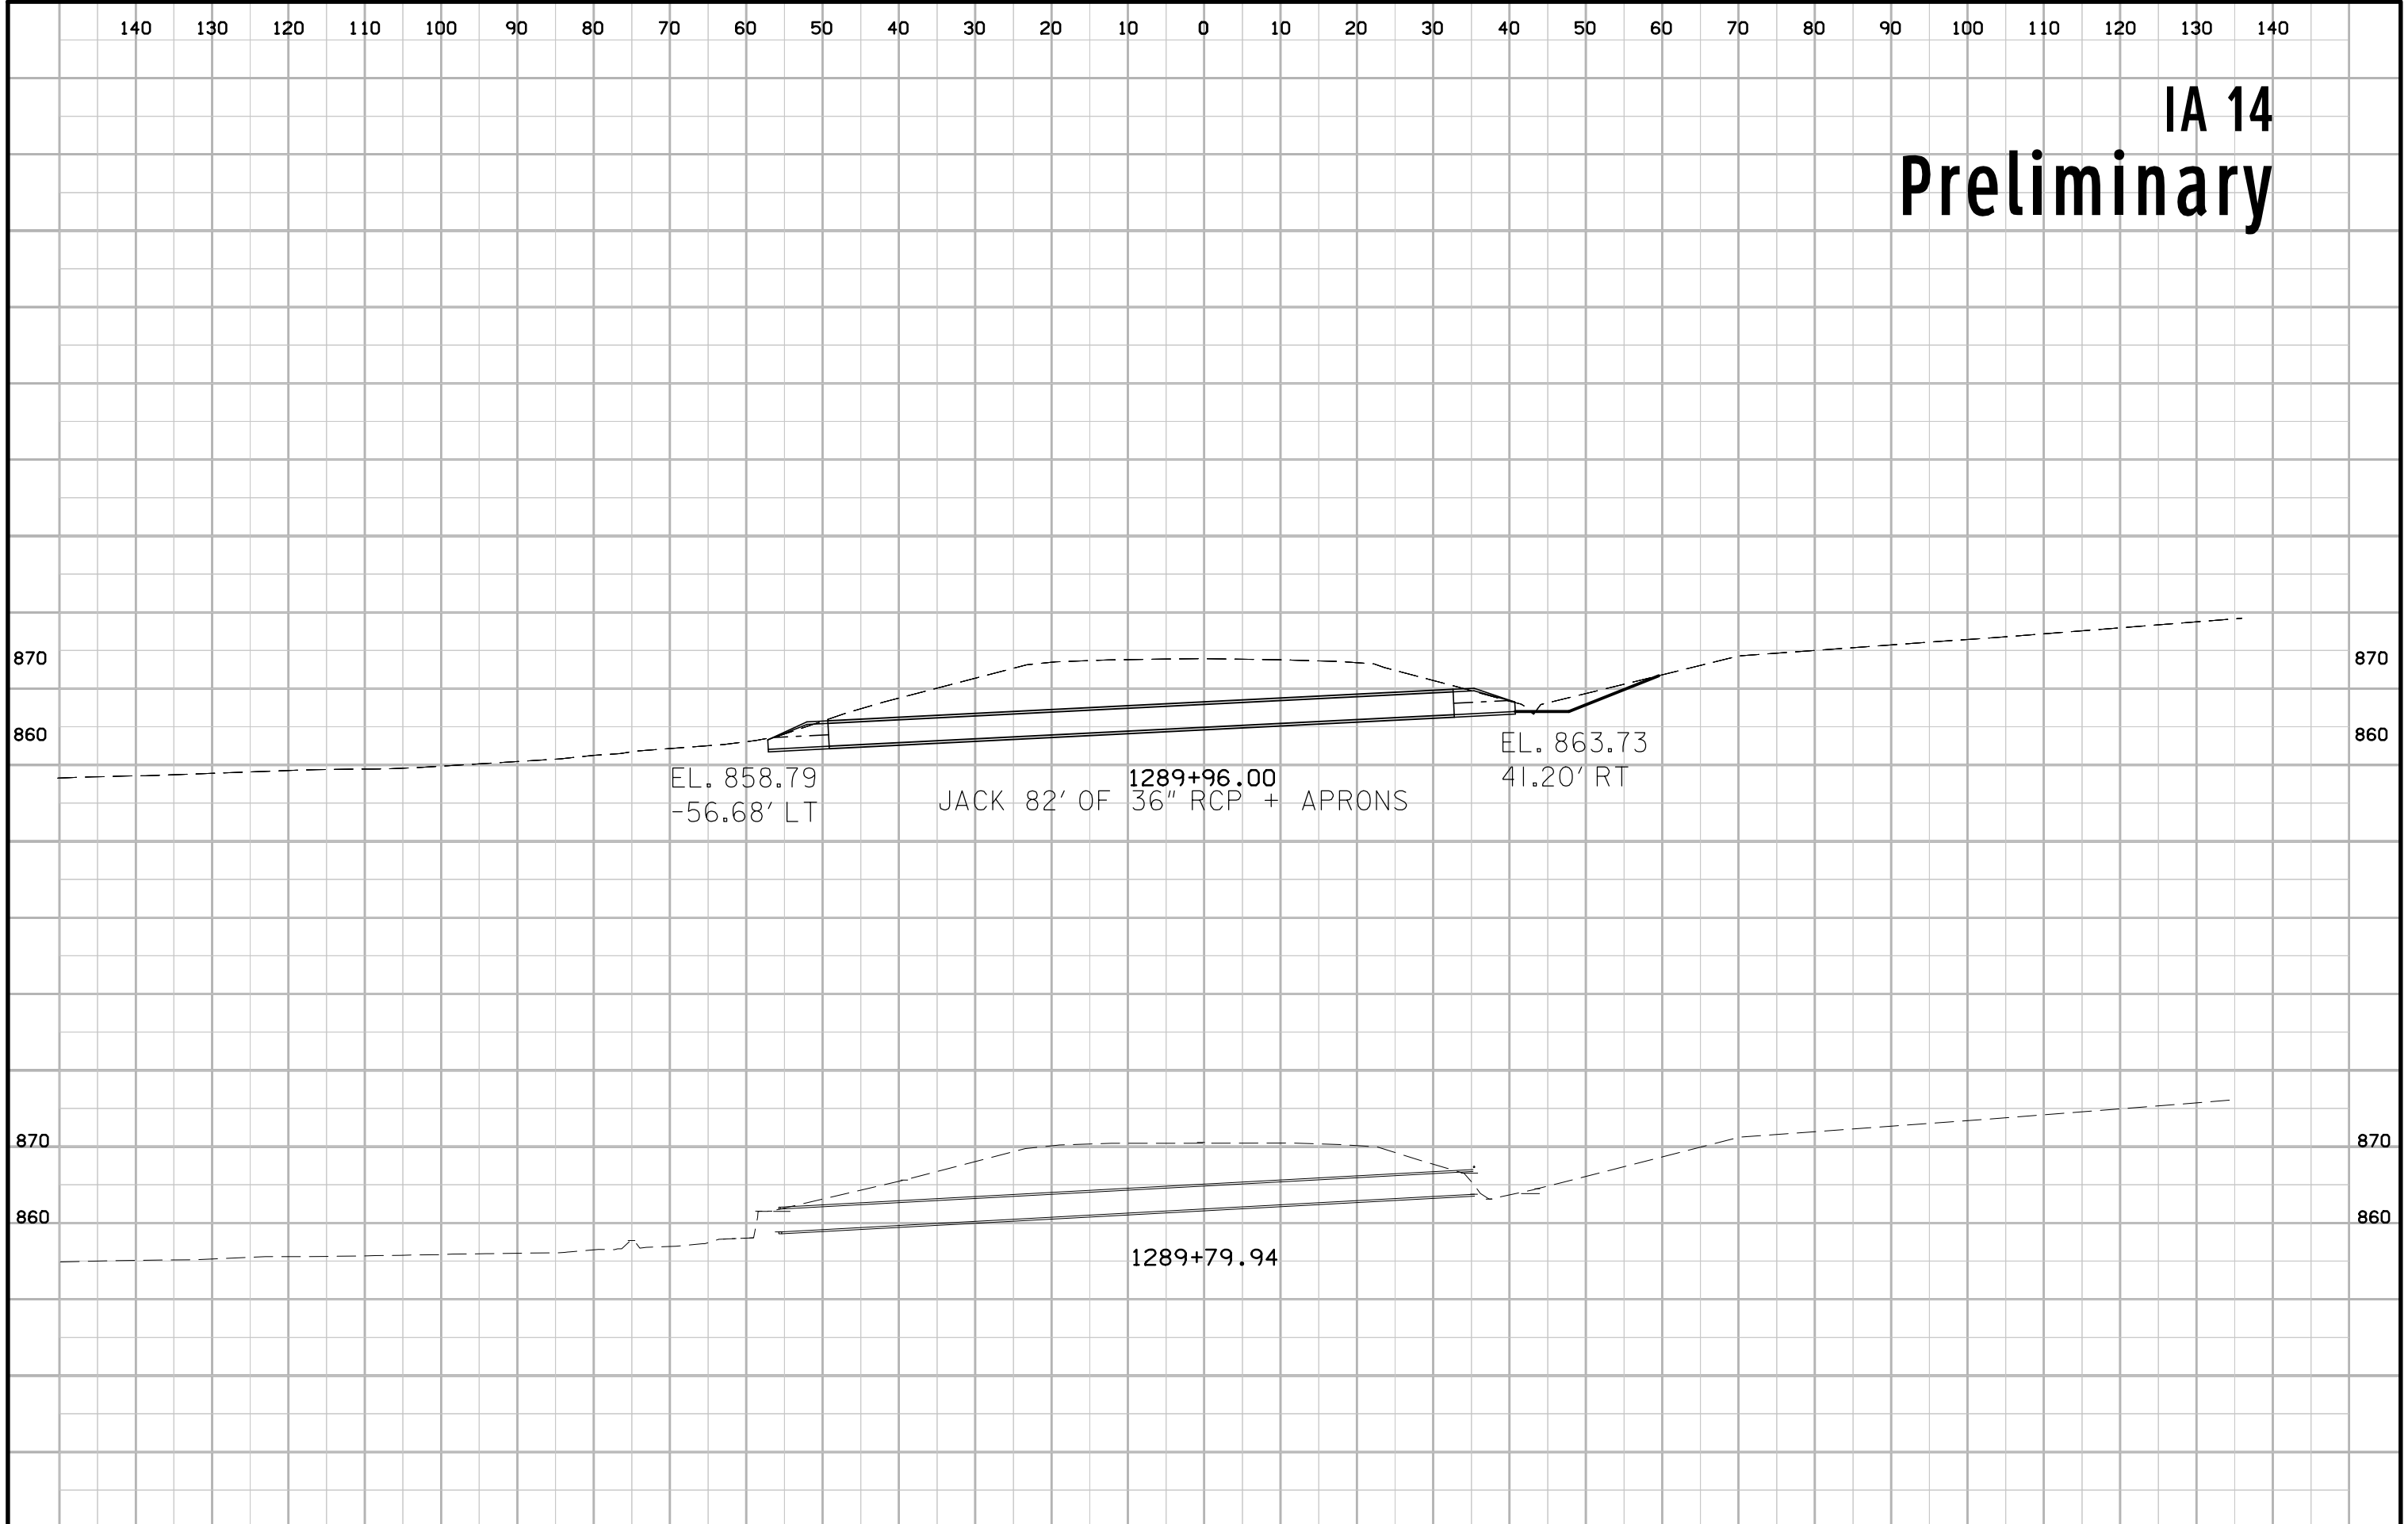 140 130 120 110 100 90 80 70 60 50 40 30 20 10 0 10 20 30 40 50 60 70 80 90 100 110 120 130 140
IA 14
Preliminary
870 870
860 860
EL. 863.73
41.20' RT
EL. 858.79
-56.68' LT
1289+96.00
JACK 82' OF 36" RCP + APRONS
870 870
860 860
1289+79.94